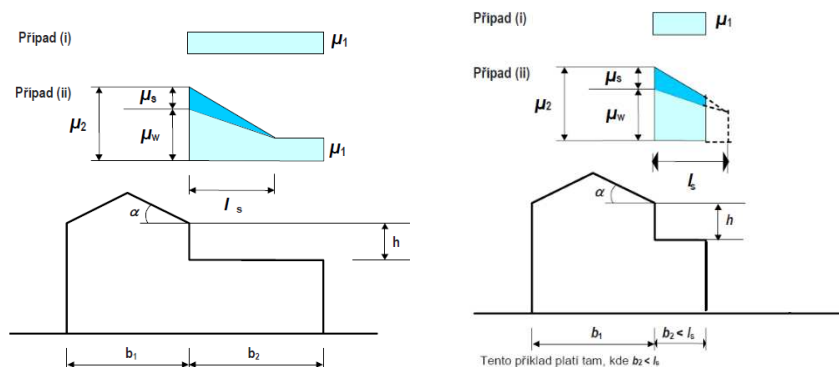 Případ (i)
μ1
Případ (ii)
μs
μ2
μw
μ1
l s
α
h
b1
b2
Případ (i)
μ1
Případ (ii)
μs
μ2
μw
ls
α
h
b1
b2 < ls
Tento příklad platí tam, kde b2 < ls